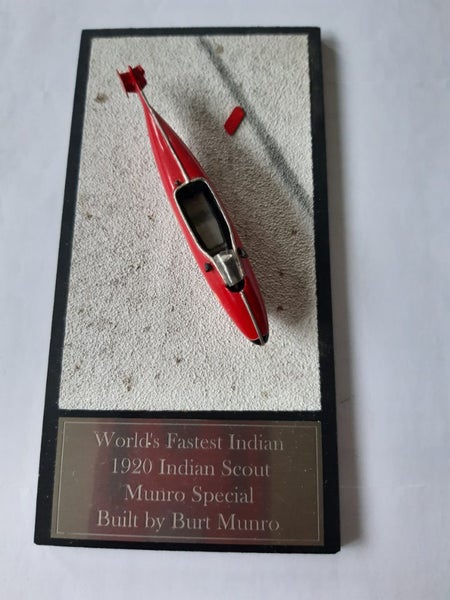 World's Fastest Indian
1920 Indian Scout
Munro Special
Built by Burt Munro